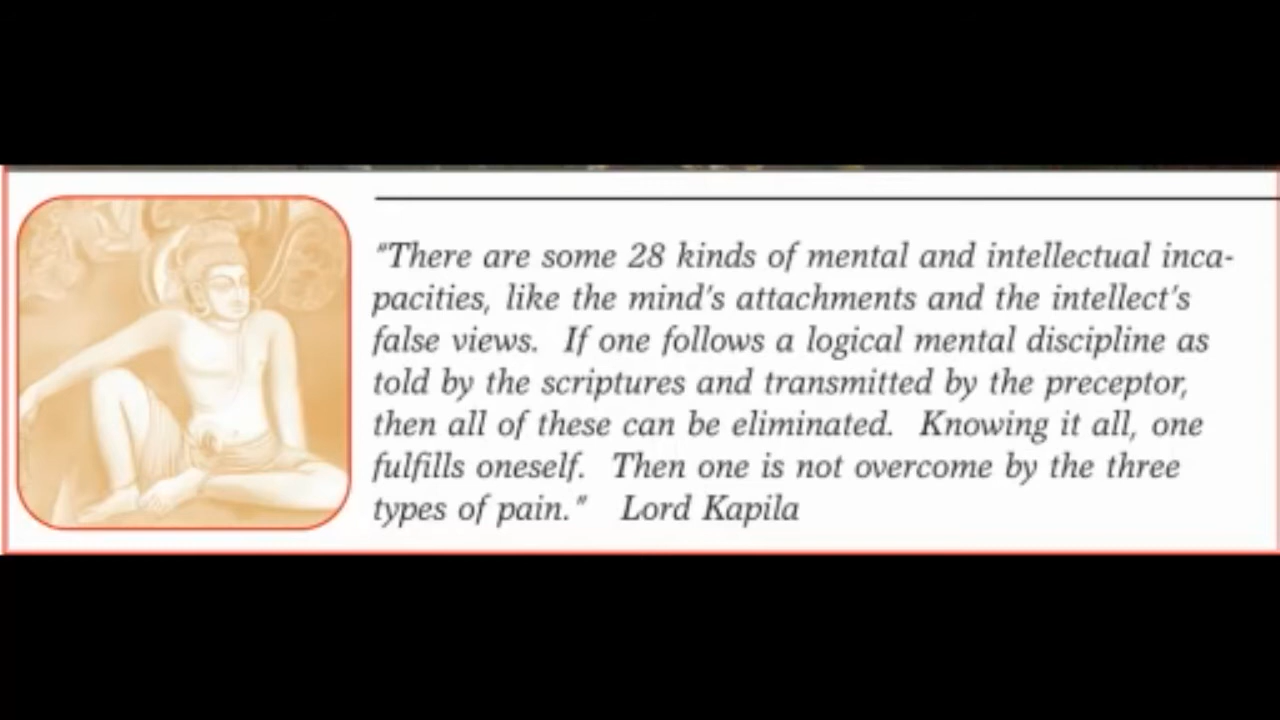 "There are some 28 kinds of mental and intellectual inca-
pacities, like the mind's attachments and the intellect's
false views. If one follows a logical mental discipline as
told by the scriptures and transmitted by the preceptor,
then all of these can be eliminated. Knowing it all, one
fulfills oneself. Then one is not overcome by the three
types of pain." Lord Kapila